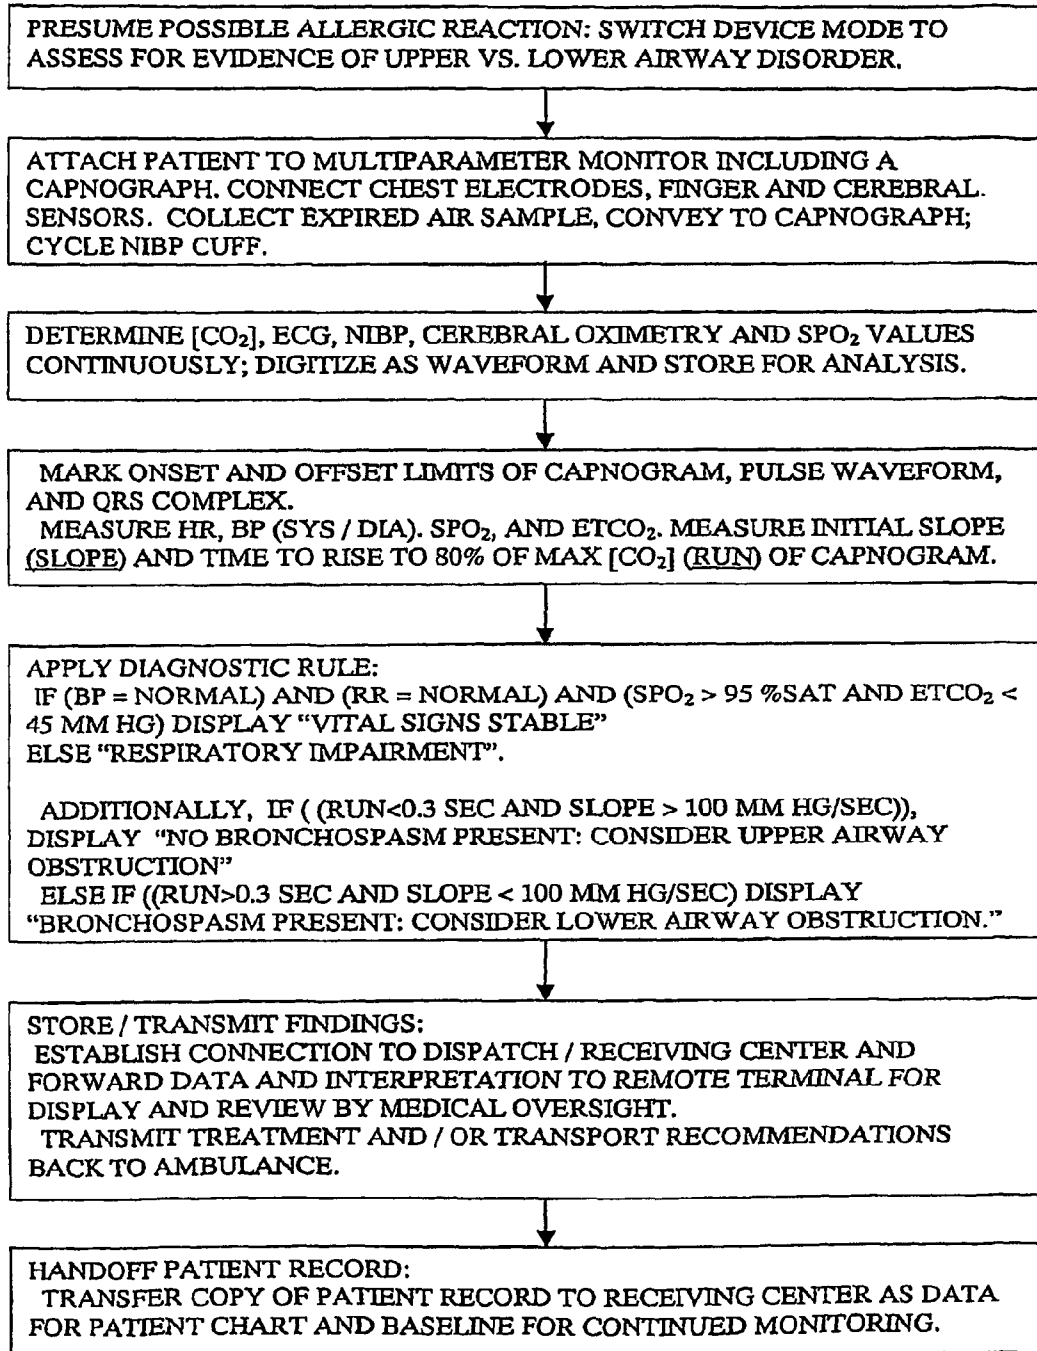 PRESUME POSSIBLE ALLERGIC REACTION: SWITCH DEVICE MODE TO
ASSESS FOR EVIDENCE OF UPPER VS. LOWER AIRWAY DISORDER.
ATTACH PATIENT TO MULTIPARAMETER MONITOR INCLUDING A
CAPNOGRAPH. CONNECT CHEST ELECTRODES, FINGER AND CEREBRAL.
SENSORS. COLLECT EXPIRED AIR SAMPLE, CONVEY TO CAPNOGRAPH;
CYCLE NIBP CUFF.
DETERMINE [CO₂], ECG, NIBP, CEREBRAL OXIMETRY AND SPO₂ VALUES
CONTINUOUSLY; DIGITIZE AS WAVEFORM AND STORE FOR ANALYSIS.
MARK ONSET AND OFFSET LIMITS OF CAPNOGRAM, PULSE WAVEFORM,
AND QRS COMPLEX.
MEASURE HR, BP (SYS / DIA). SPO₂, AND ETCO₂. MEASURE INITIAL SLOPE
(SLOPE) AND TIME TO RISE TO 80% OF MAX [CO₂] (RUN) OF CAPNOGRAM.
APPLY DIAGNOSTIC RULE:
IF (BP = NORMAL) AND (RR = NORMAL) AND (SPO₂ > 95 %SAT AND ETCO₂ <
45 MM HG) DISPLAY “VITAL SIGNS STABLE”
ELSE “RESPIRATORY IMPAIRMENT”.
ADDITIONALLY, IF ( (RUN<0.3 SEC AND SLOPE > 100 MM HG/SEC)),
DISPLAY “NO BRONCHOSPASM PRESENT: CONSIDER UPPER AIRWAY
OBSTRUCTION”
ELSE IF ((RUN>0.3 SEC AND SLOPE < 100 MM HG/SEC) DISPLAY
“BRONCHOSPASM PRESENT: CONSIDER LOWER AIRWAY OBSTRUCTION.”
STORE / TRANSMIT FINDINGS:
ESTABLISH CONNECTION TO DISPATCH / RECEIVING CENTER AND
FORWARD DATA AND INTERPRETATION TO REMOTE TERMINAL FOR
DISPLAY AND REVIEW BY MEDICAL OVERSIGHT.
TRANSMIT TREATMENT AND / OR TRANSPORT RECOMMENDATIONS
BACK TO AMBULANCE.
HANDOFF PATIENT RECORD:
TRANSFER COPY OF PATIENT RECORD TO RECEIVING CENTER AS DATA
FOR PATIENT CHART AND BASELINE FOR CONTINUED MONITORING.